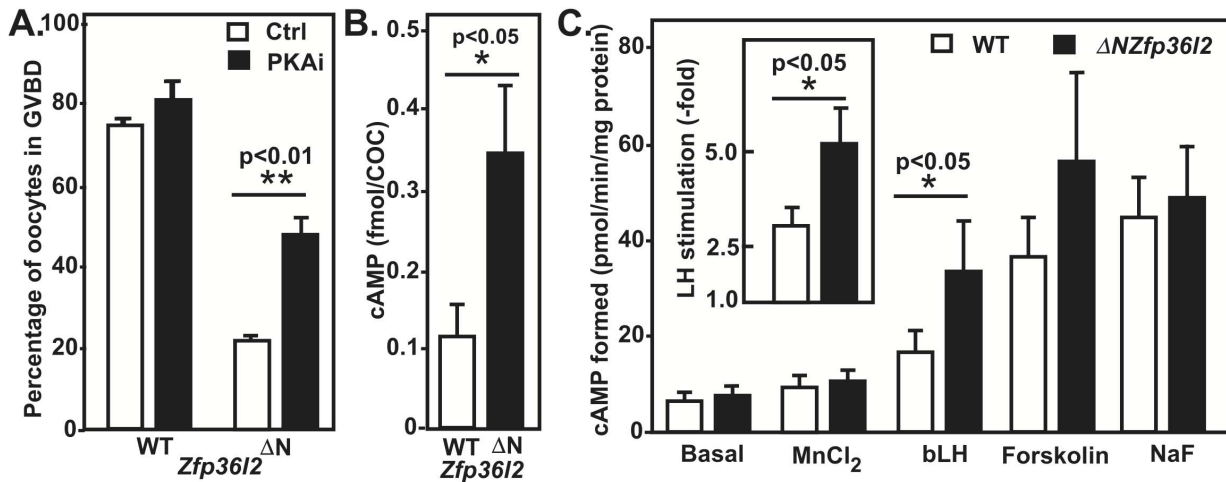 A.
Percentage of oocytes in GVBD
100
80
60
40
20
0
Ctrl
PKAi
p<0.01
**
WT
ΔN
Zfp36l2
B.
cAMP (fmol/COC)
0.5
0.4
0.3
0.2
0.1
0
p<0.05
*
WT
ΔN
Zfp36l2
C.
cAMP formed (pmol/min/mg protein)
80
60
40
20
0
WT
ΔNZfp36l2
LH stimulation (-fold)
5.0
2.5
1.0
p<0.05
*
p<0.05
*
Basal
MnCl₂
bLH
Forskolin
NaF